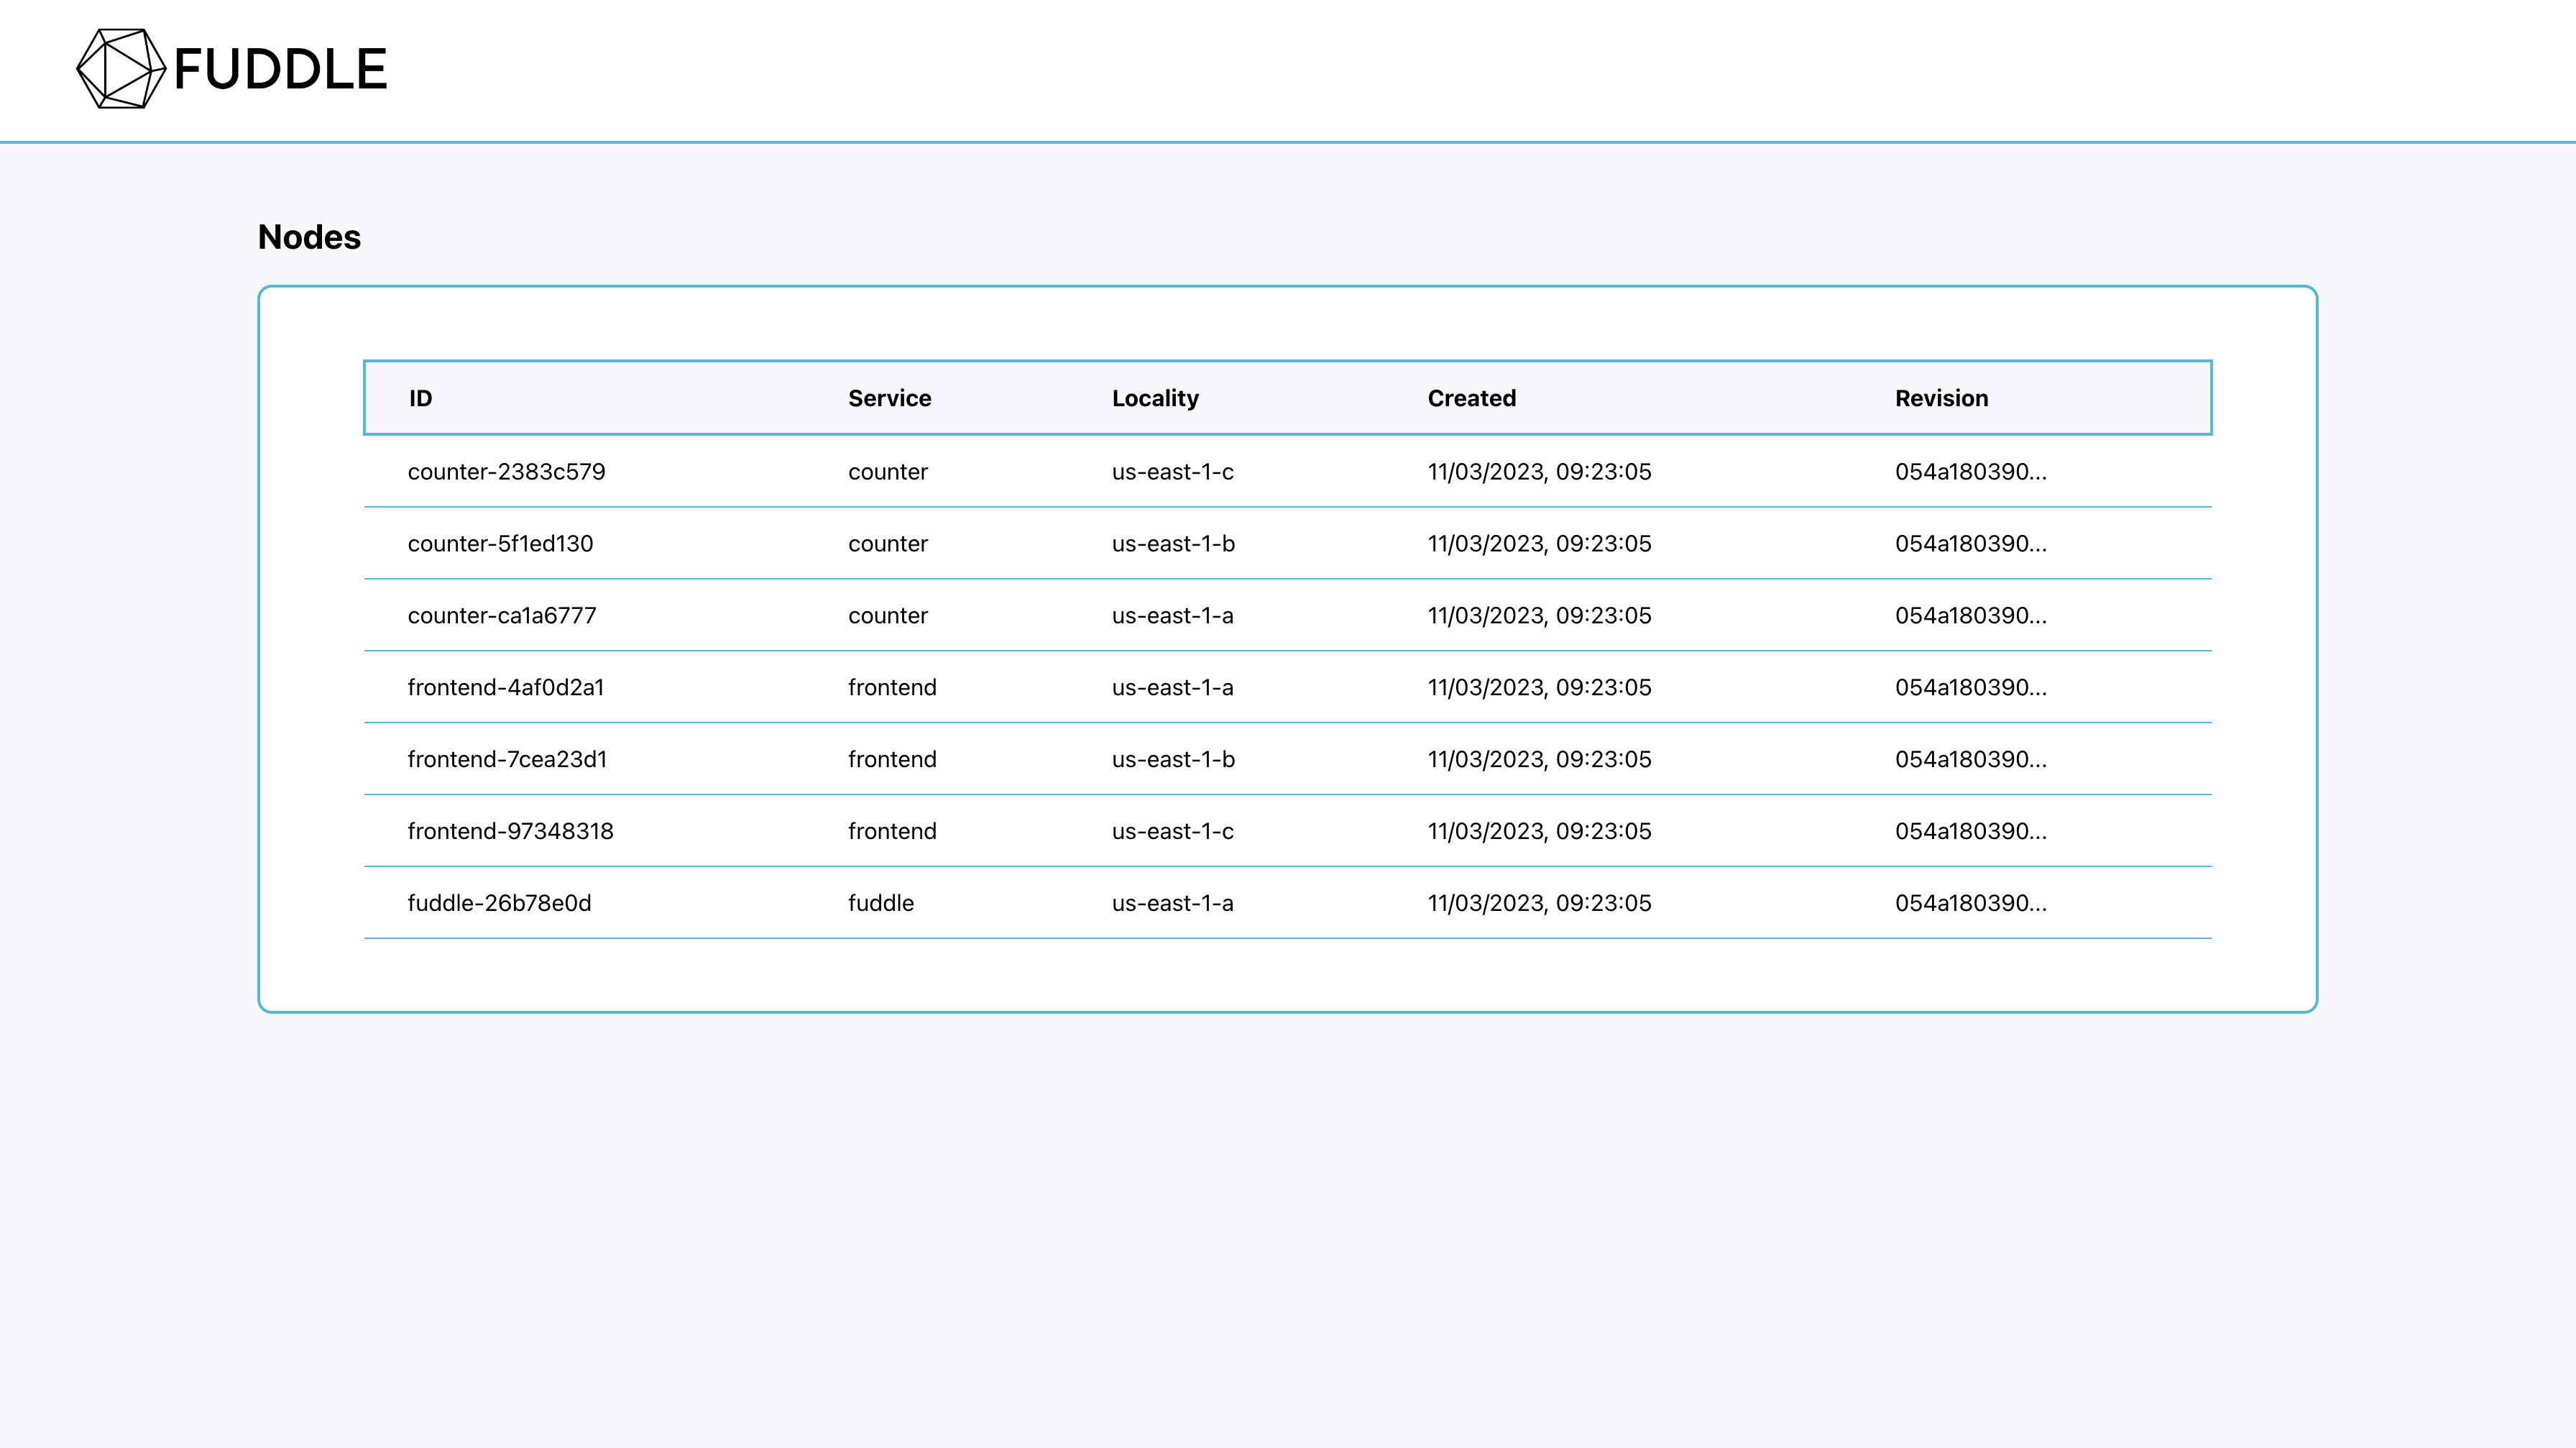 FUDDLE
Nodes
ID Service Locality Created Revision
counter-2383c579 counter us-east-1-c 11/03/2023, 09:23:05 054a180390...
counter-5f1ed130 counter us-east-1-b 11/03/2023, 09:23:05 054a180390...
counter-ca1a6777 counter us-east-1-a 11/03/2023, 09:23:05 054a180390...
frontend-4af0d2a1 frontend us-east-1-a 11/03/2023, 09:23:05 054a180390...
frontend-7cea23d1 frontend us-east-1-b 11/03/2023, 09:23:05 054a180390...
frontend-97348318 frontend us-east-1-c 11/03/2023, 09:23:05 054a180390...
fuddle-26b78e0d fuddle us-east-1-a 11/03/2023, 09:23:05 054a180390...